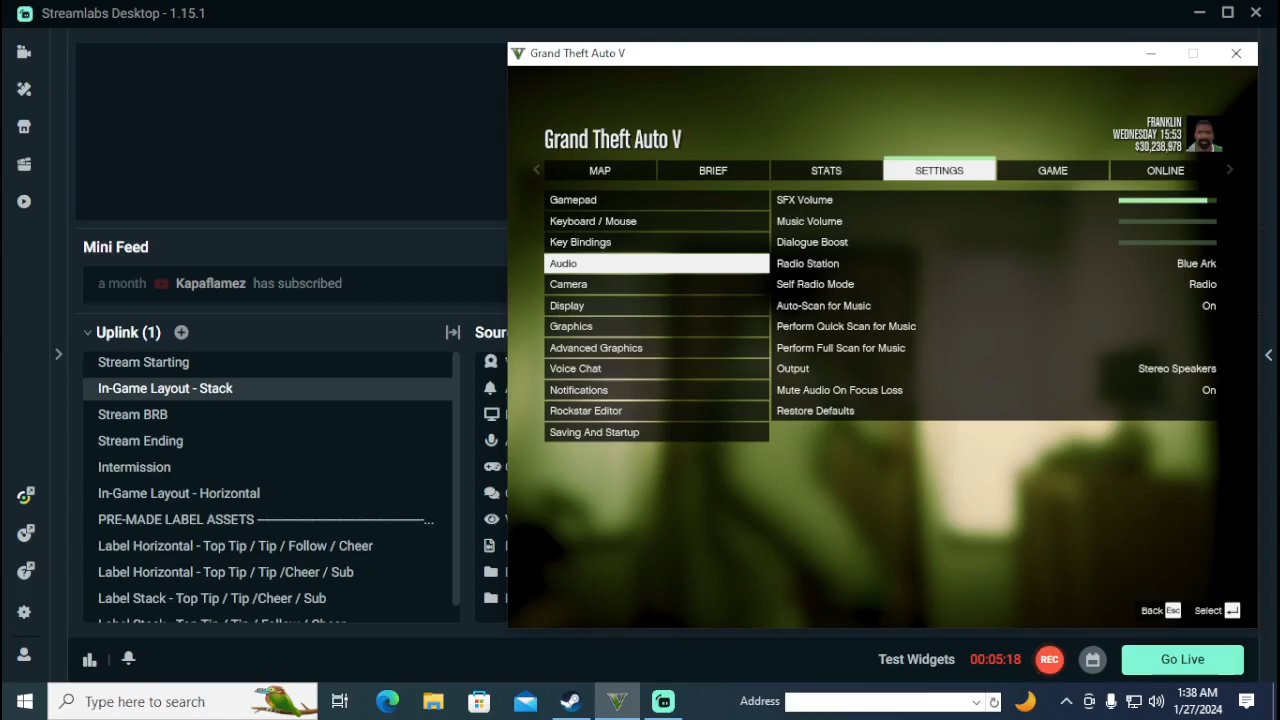 Streamlabs Desktop - 1.15.1
Mini Feed
a month Kapaflamez has subscribed
Uplink (1)
Sour
Stream Starting
In-Game Layout - Stack
Stream BRB
Stream Ending
Intermission
In-Game Layout - Horizontal
PRE-MADE LABEL ASSETS ------------------------...
Label Horizontal - Top Tip / Tip / Follow / Cheer
Label Horizontal - Top Tip / Tip /Cheer / Sub
Label Stack - Top Tip / Tip /Cheer / Sub
Label Stack - Top Tip / Tip / Follow / Cheer
Grand Theft Auto V
Grand Theft Auto V
FRANKLIN
WEDNESDAY 15:53
$30,238,978
MAP BRIEF STATS SETTINGS GAME ONLINE
Gamepad
Keyboard / Mouse
Key Bindings
Audio
Camera
Display
Graphics
Advanced Graphics
Voice Chat
Notifications
Rockstar Editor
Saving And Startup
SFX Volume
Music Volume
Dialogue Boost
Radio Station Blue Ark
Self Radio Mode Radio
Auto-Scan for Music On
Perform Quick Scan for Music
Perform Full Scan for Music
Output Stereo Speakers
Mute Audio On Focus Loss On
Restore Defaults
Back Esc Select
Test Widgets 00:05:18 REC Go Live
Type here to search
Address
1:38 AM
1/27/2024